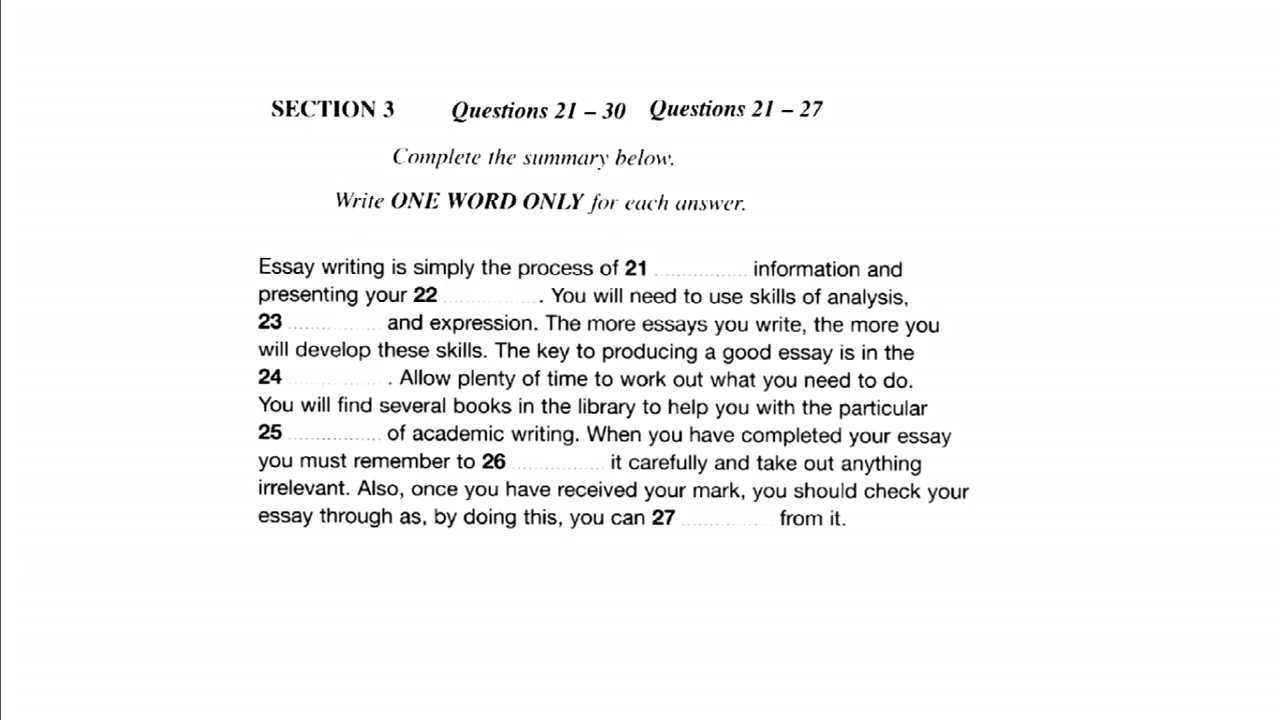 SECTION 3 Questions 21 – 30 Questions 21 – 27
Complete the summary below.
Write ONE WORD ONLY for each answer.
Essay writing is simply the process of 21 .............. information and
presenting your 22 .............. . You will need to use skills of analysis,
23 .............. and expression. The more essays you write, the more you
will develop these skills. The key to producing a good essay is in the
24 .............. . Allow plenty of time to work out what you need to do.
You will find several books in the library to help you with the particular
25 .............. of academic writing. When you have completed your essay
you must remember to 26 .............. it carefully and take out anything
irrelevant. Also, once you have received your mark, you should check your
essay through as, by doing this, you can 27 .............. from it.